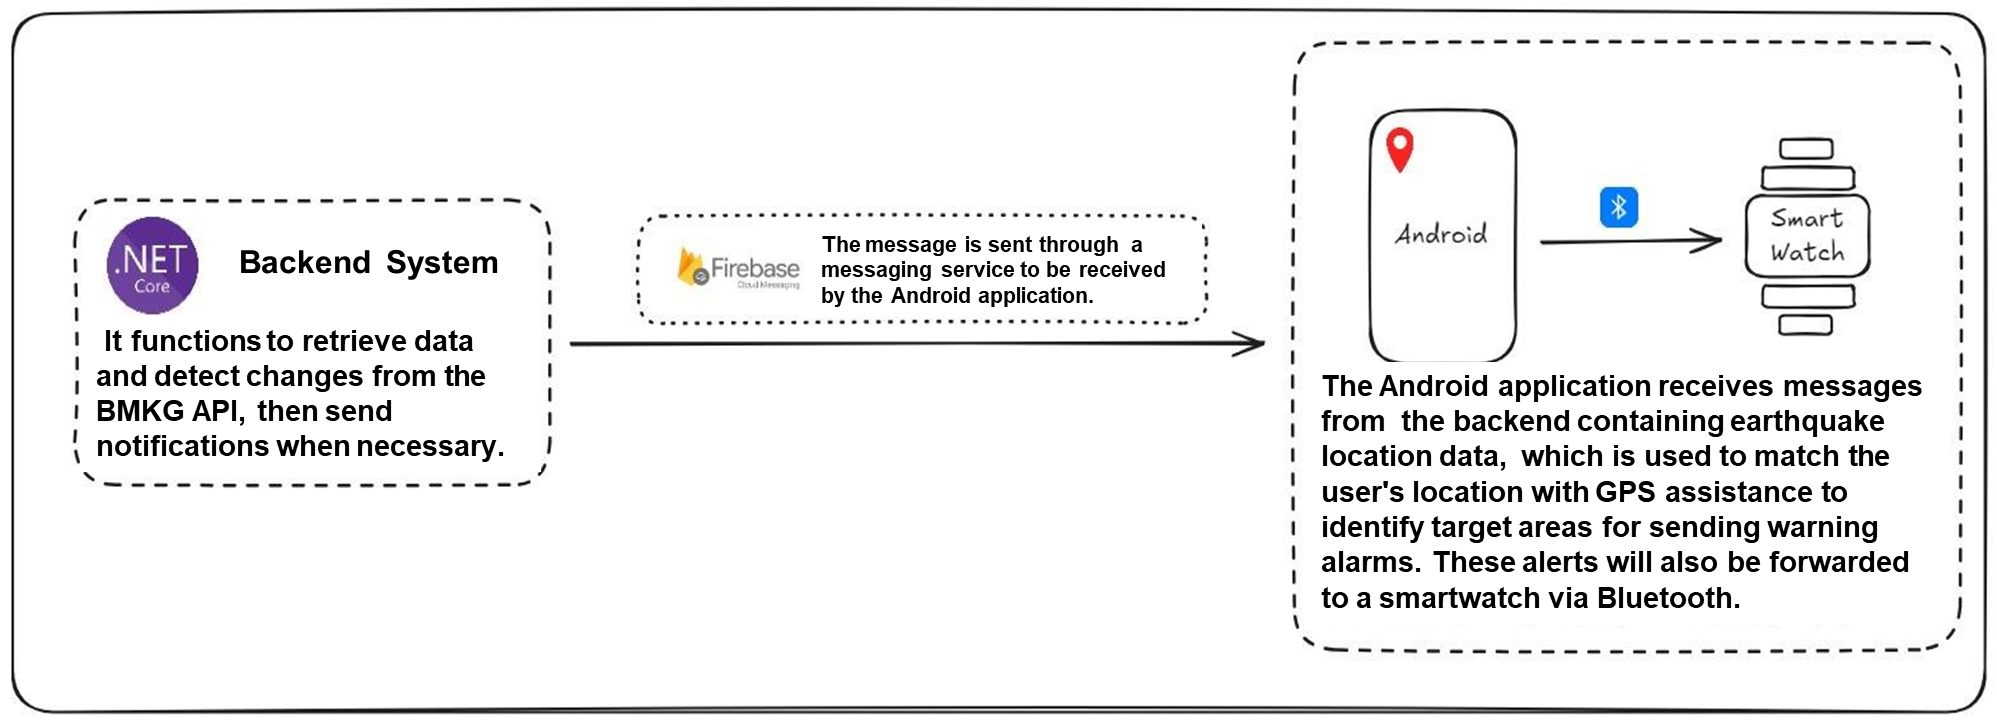 .NET
Core
Backend System
It functions to retrieve data
and detect changes from the
BMKG API, then send
notifications when necessary.
Firebase
Cloud Messaging
The message is sent through a
messaging service to be received
by the Android application.
Android
Smart
Watch
The Android application receives messages
from the backend containing earthquake
location data, which is used to match the
user's location with GPS assistance to
identify target areas for sending warning
alarms. These alerts will also be forwarded
to a smartwatch via Bluetooth.